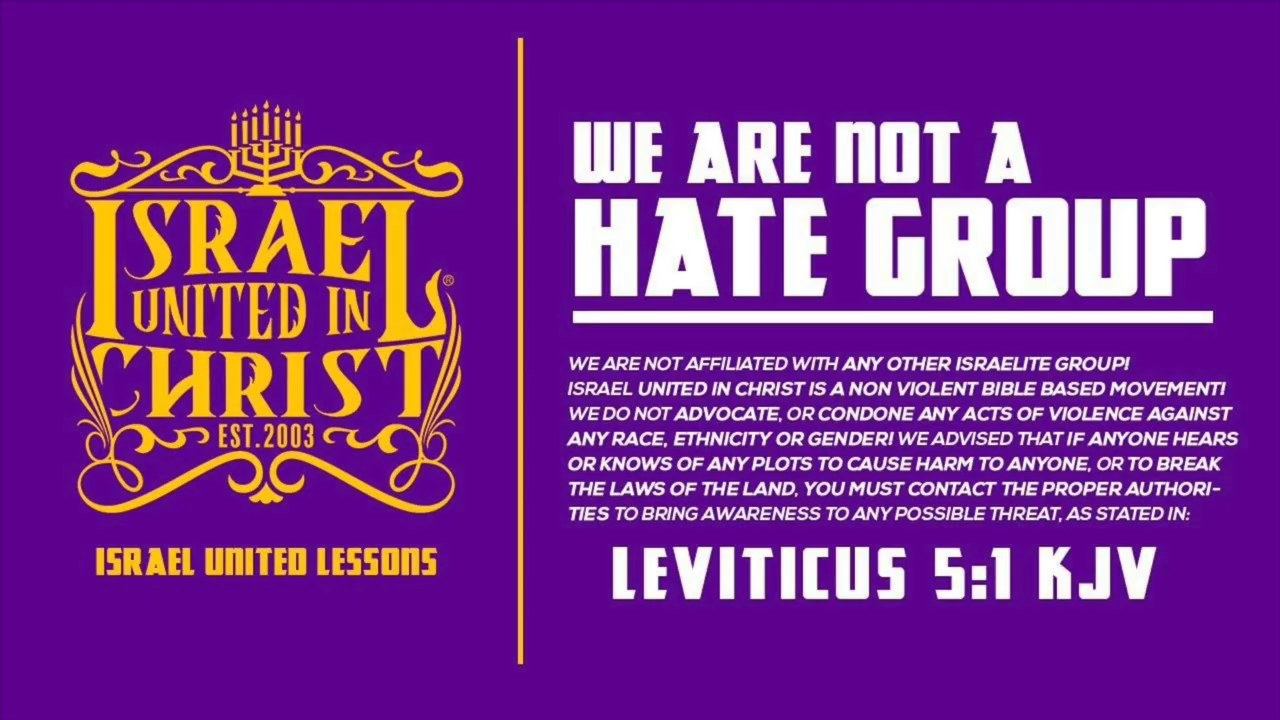 ISRAEL
UNITED IN
CHRIST
EST.2003
®
ISRAEL UNITED LESSONS
WE ARE NOT A
HATE GROUP
WE ARE NOT AFFILIATED WITH ANY OTHER ISRAELITE GROUP!
ISRAEL UNITED IN CHRIST IS A NON VIOLENT BIBLE BASED MOVEMENT!
WE DO NOT ADVOCATE, OR CONDONE ANY ACTS OF VIOLENCE AGAINST
ANY RACE, ETHNICITY OR GENDER! WE ADVISED THAT IF ANYONE HEARS
OR KNOWS OF ANY PLOTS TO CAUSE HARM TO ANYONE, OR TO BREAK
THE LAWS OF THE LAND, YOU MUST CONTACT THE PROPER AUTHORI-
TIES TO BRING AWARENESS TO ANY POSSIBLE THREAT, AS STATED IN:
LEVITICUS 5:1 KJV